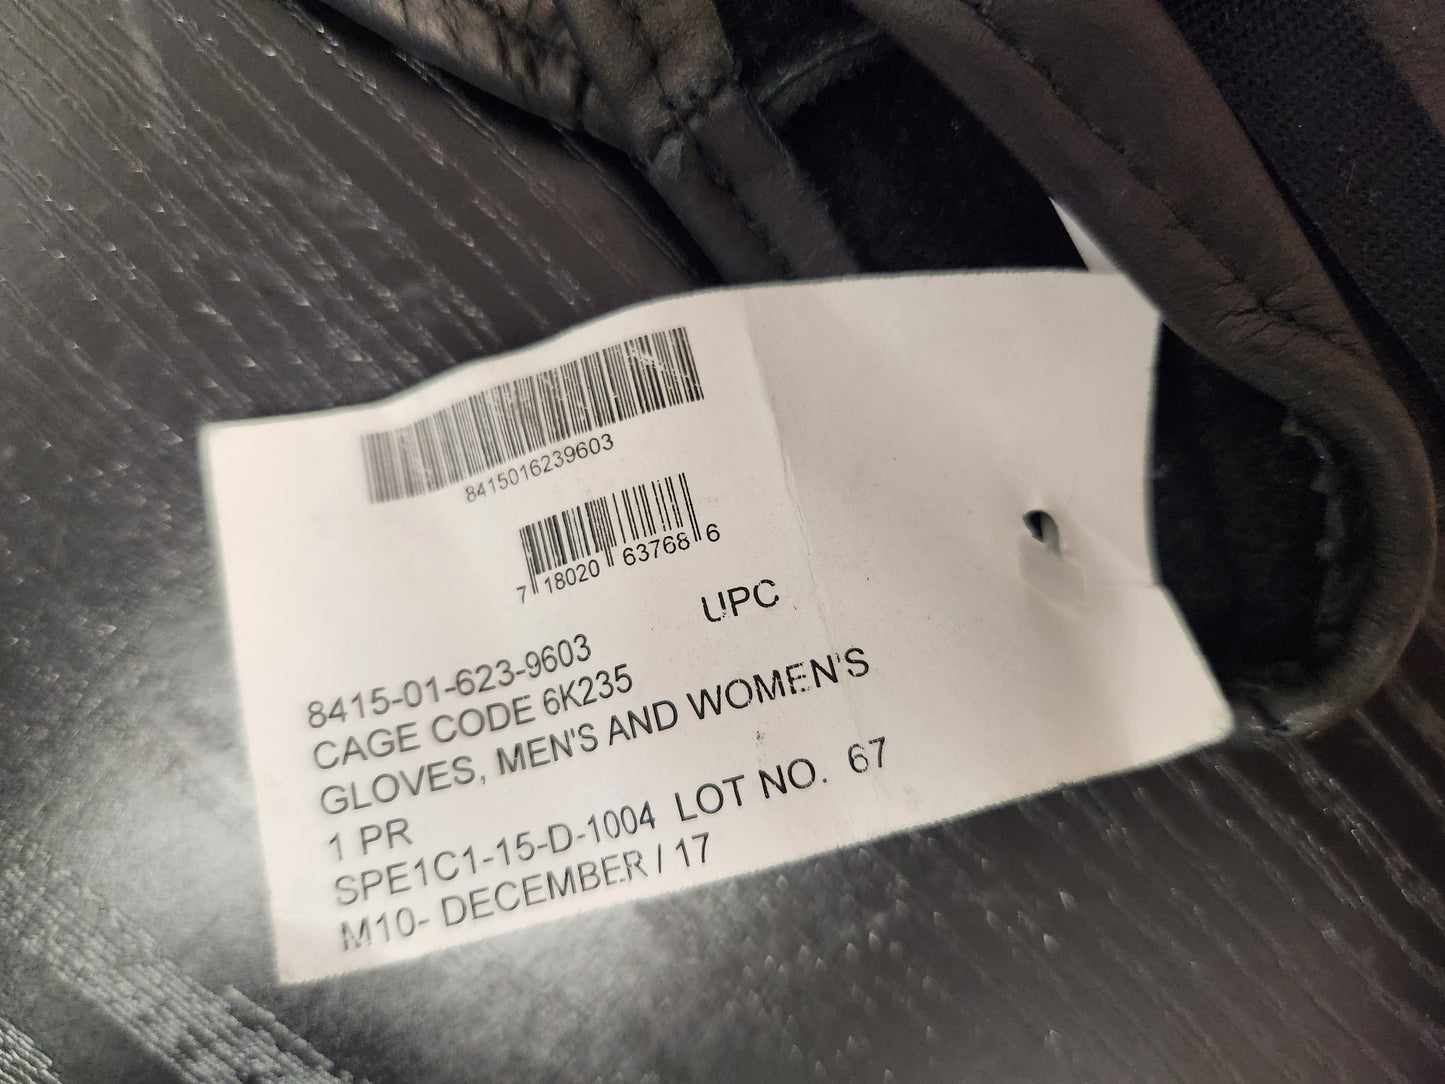 8415016239603
7 18020 63768 6
UPC
8415-01-623-9603
CAGE CODE 6K235
GLOVES, MEN'S AND WOMEN'S
1 PR
SPE1C1-15-D-1004 LOT NO. 67
M10- DECEMBER / 17